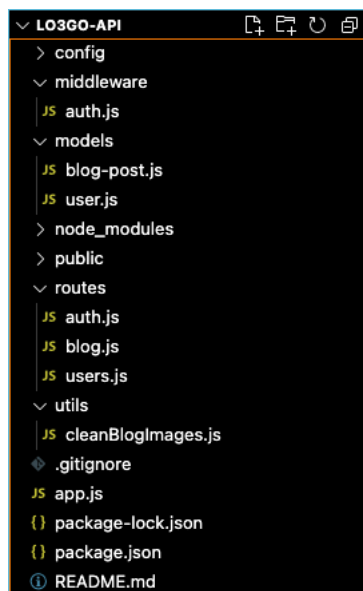 LO3GO-API
config
middleware
JS auth.js
models
JS blog-post.js
JS user.js
node_modules
public
routes
JS auth.js
JS blog.js
JS users.js
utils
JS cleanBlogImages.js
.gitignore
JS app.js
{} package-lock.json
{} package.json
README.md